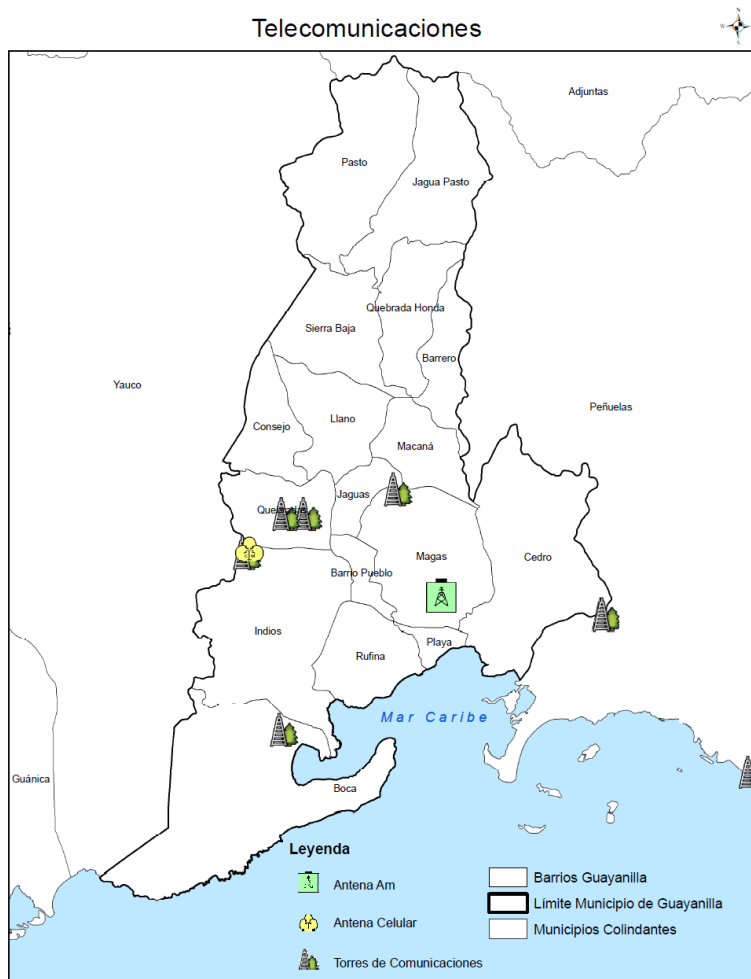 Telecomunicaciones
N
W
Adjuntas
Pasto
Jagua Pasto
Quebrada Honda
Sierra Baja
Barrero
Yauco
Peñuelas
Llano
Consejo
Macaná
Jaguas
Quebradas
Magas
Cedro
Barrio Pueblo
Indios
Playa
Rufina
Mar Caribe
Guánica
Boca
Leyenda
Antena Am
Antena Celular
Torres de Comunicaciones
Barrios Guayanilla
Límite Municipio de Guayanilla
Municipios Colindantes